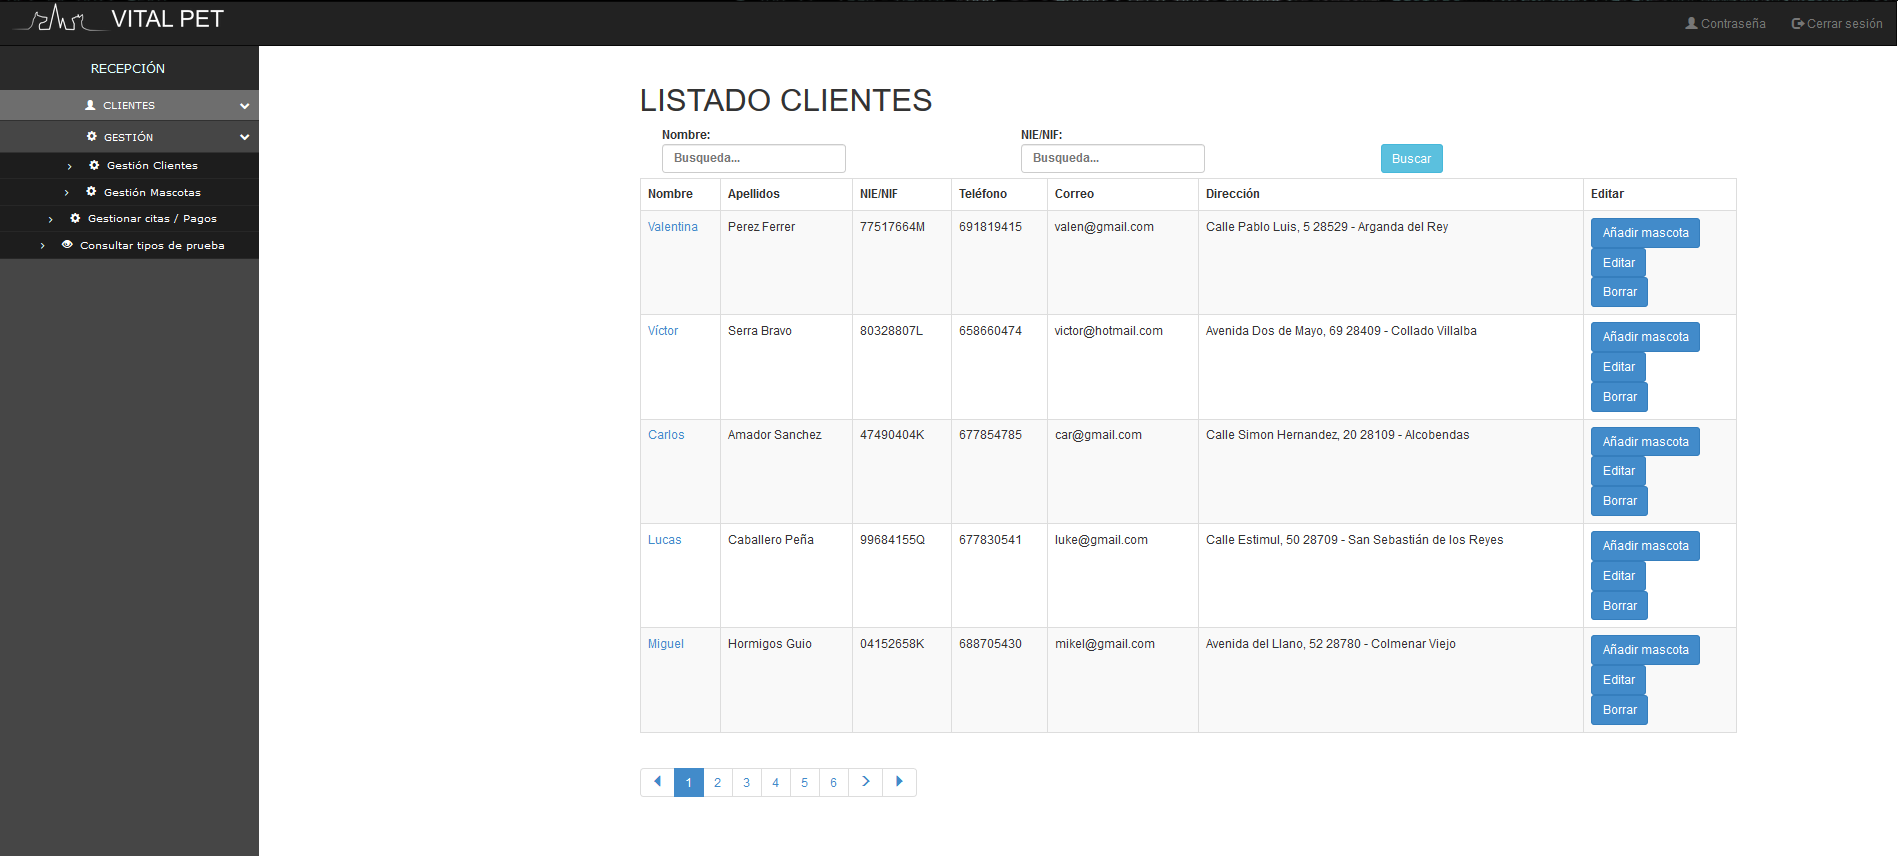 VITAL PET
Contraseña Cerrar sesión
RECEPCIÓN
CLIENTES
GESTIÓN
Gestión Clientes
Gestión Mascotas
Gestionar citas / Pagos
Consultar tipos de prueba
LISTADO CLIENTES
Nombre: NIE/NIF:
Busqueda... Busqueda... Buscar
Nombre Apellidos NIE/NIF Teléfono Correo Dirección Editar
Valentina Perez Ferrer 77517664M 691819415 valen@gmail.com Calle Pablo Luis, 5 28529 - Arganda del Rey Añadir mascota
Editar
Borrar
Víctor Serra Bravo 80328807L 658660474 victor@hotmail.com Avenida Dos de Mayo, 69 28409 - Collado Villalba Añadir mascota
Editar
Borrar
Carlos Amador Sanchez 47490404K 677854785 car@gmail.com Calle Simon Hernandez, 20 28109 - Alcobendas Añadir mascota
Editar
Borrar
Lucas Caballero Peña 99684155Q 677830541 luke@gmail.com Calle Estimul, 50 28709 - San Sebastián de los Reyes Añadir mascota
Editar
Borrar
Miguel Hormigos Guio 04152658K 688705430 mikel@gmail.com Avenida del Llano, 52 28780 - Colmenar Viejo Añadir mascota
Editar
Borrar
1 2 3 4 5 6